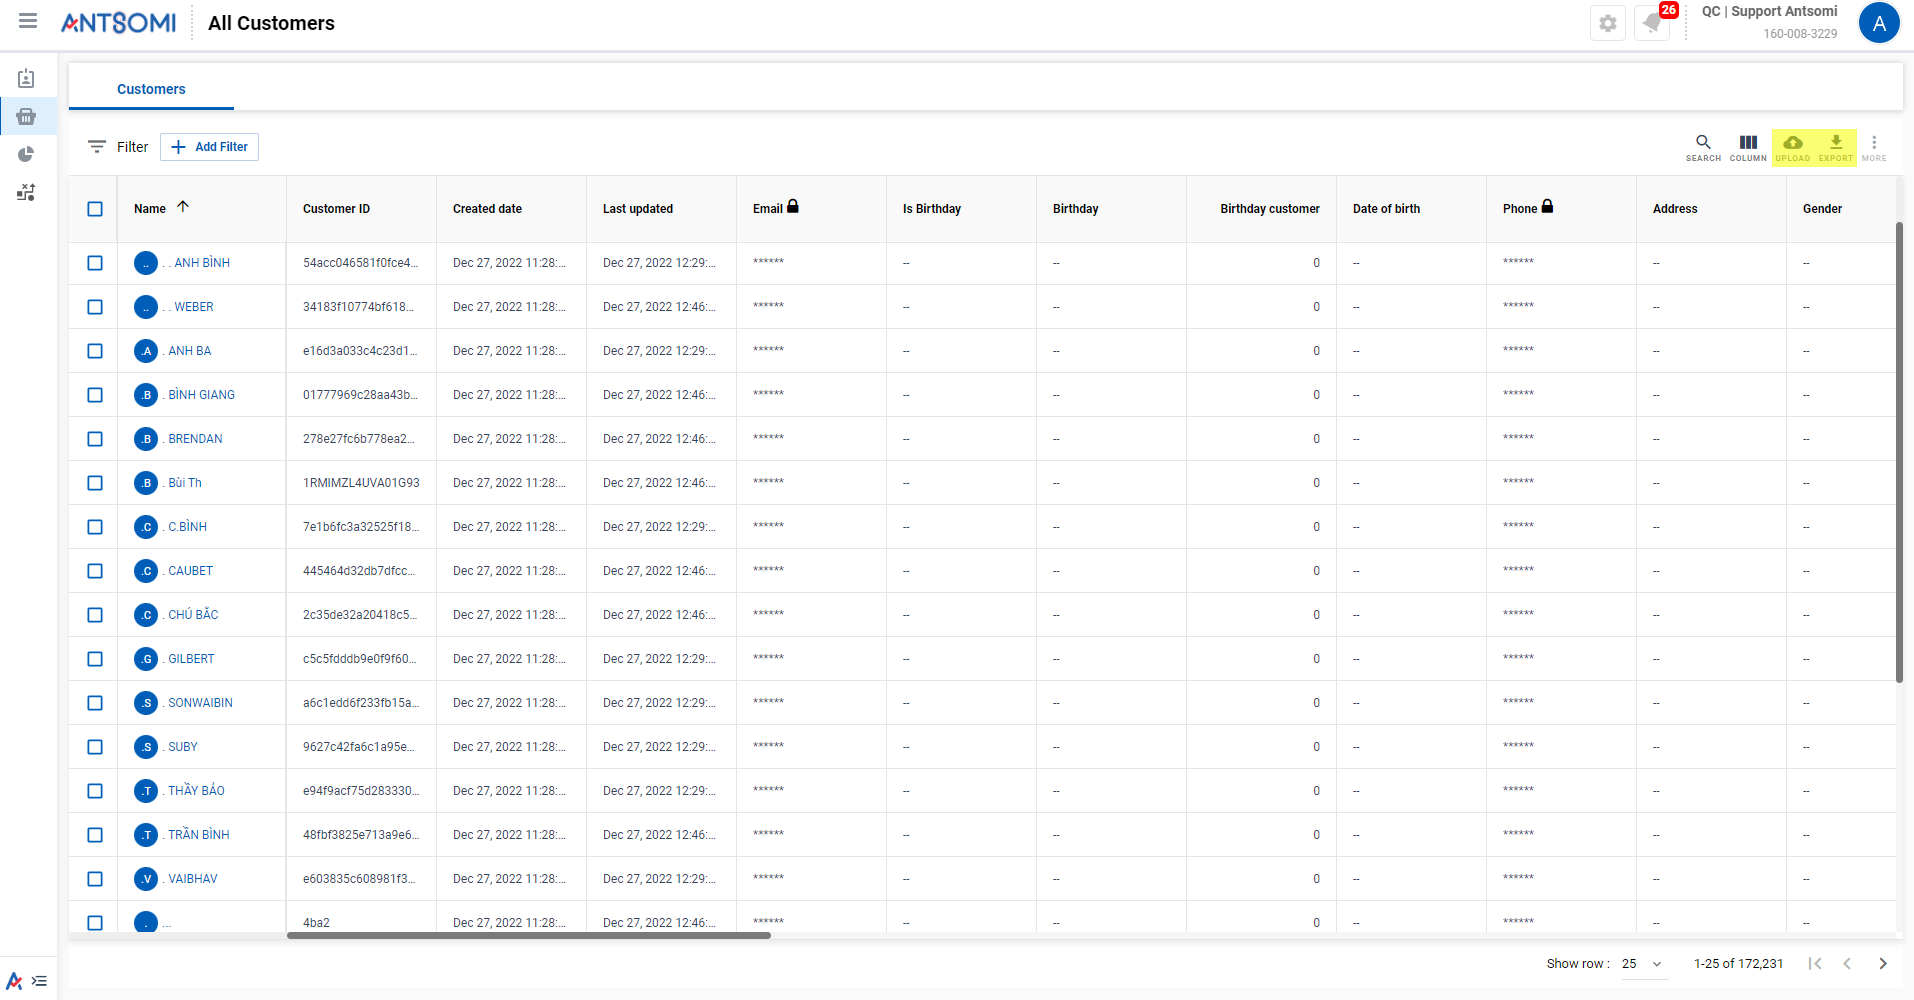 ANTSOMI All Customers 26 QC | Support Antsomi A
160-008-3229
Customers
Filter Add Filter SEARCH COLUMN UPLOAD EXPORT MORE
Name Customer ID Created date Last updated Email Is Birthday Birthday Birthday customer Date of birth Phone Address Gender
.. . . ANH BÌNH 54acc046581f0fce4... Dec 27, 2022 11:28:... Dec 27, 2022 12:29:... ****** -- -- 0 -- ****** -- --
.. . . WEBER 34183f10774bf618... Dec 27, 2022 11:28:... Dec 27, 2022 12:46:... ****** -- -- 0 -- ****** -- --
.A . ANH BA e16d3a033c4c23d1... Dec 27, 2022 11:28:... Dec 27, 2022 12:29:... ****** -- -- 0 -- ****** -- --
.B . BÌNH GIANG 01777969c28aa43b... Dec 27, 2022 11:28:... Dec 27, 2022 12:46:... ****** -- -- 0 -- ****** -- --
.B . BRENDAN 278e27fc6b778ea2... Dec 27, 2022 11:28:... Dec 27, 2022 12:46:... ****** -- -- 0 -- ****** -- --
.B . Bùi Th 1RMIMZL4UVA01G93 Dec 27, 2022 11:28:... Dec 27, 2022 12:46:... ****** -- -- 0 -- ****** -- --
.C . C.BÌNH 7e1b6fc3a32525f18... Dec 27, 2022 11:28:... Dec 27, 2022 12:29:... ****** -- -- 0 -- ****** -- --
.C . CAUBET 445464d32db7dfcc... Dec 27, 2022 11:28:... Dec 27, 2022 12:46:... ****** -- -- 0 -- ****** -- --
.C . CHÚ BẮC 2c35de32a20418c5... Dec 27, 2022 11:28:... Dec 27, 2022 12:29:... ****** -- -- 0 -- ****** -- --
.G . GILBERT c5c5fdddb9e0f9f60... Dec 27, 2022 11:28:... Dec 27, 2022 12:29:... ****** -- -- 0 -- ****** -- --
.S . SONWAIBIN a6c1edd6f233fb15a... Dec 27, 2022 11:28:... Dec 27, 2022 12:29:... ****** -- -- 0 -- ****** -- --
.S . SUBY 9627c42fa6c1a95e... Dec 27, 2022 11:28:... Dec 27, 2022 12:29:... ****** -- -- 0 -- ****** -- --
.T . THẦY BẢO e94f9acf75d283330... Dec 27, 2022 11:28:... Dec 27, 2022 12:29:... ****** -- -- 0 -- ****** -- --
.T . TRẦN BÌNH 48fbf3825e713a9e6... Dec 27, 2022 11:28:... Dec 27, 2022 12:46:... ****** -- -- 0 -- ****** -- --
.V . VAIBHAV e603835c608981f3... Dec 27, 2022 11:28:... Dec 27, 2022 12:29:... ****** -- -- 0 -- ****** -- --
. ... 4ba2 Dec 27, 2022 11:28:... Dec 27, 2022 12:46:... ****** -- -- 0 -- ****** -- --
Show row : 25 1-25 of 172,231